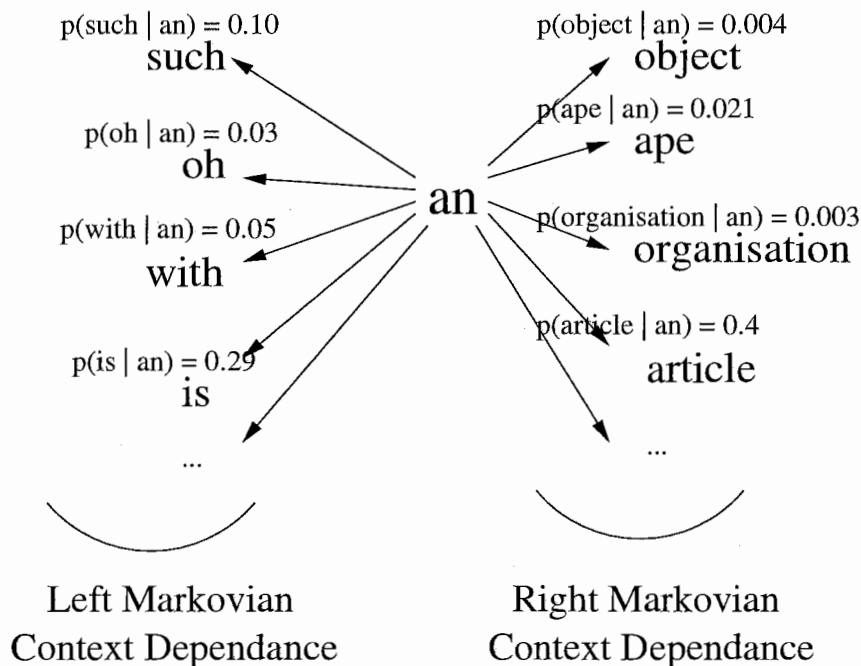 p(such | an) = 0.10
such
p(oh | an) = 0.03
oh
p(with | an) = 0.05
with
p(is | an) = 0.29
is
...
an
p(object | an) = 0.004
object
p(ape | an) = 0.021
ape
p(organisation | an) = 0.003
organisation
p(article | an) = 0.4
article
...
Left Markovian
Context Dependance
Right Markovian
Context Dependance